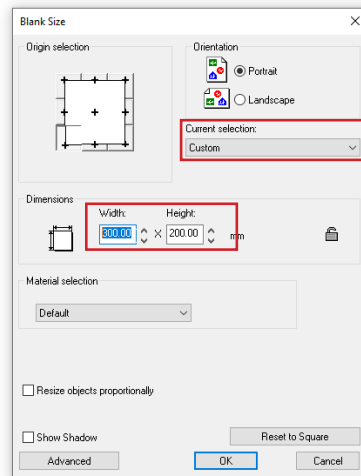 Blank Size
Origin selection
Orientation
Portrait
Landscape
Current selection:
Custom
Dimensions
Width: Height:
300.00 X 200.00 mm
Material selection
Default
Resize objects proportionally
Show Shadow
Reset to Square
Advanced OK Cancel